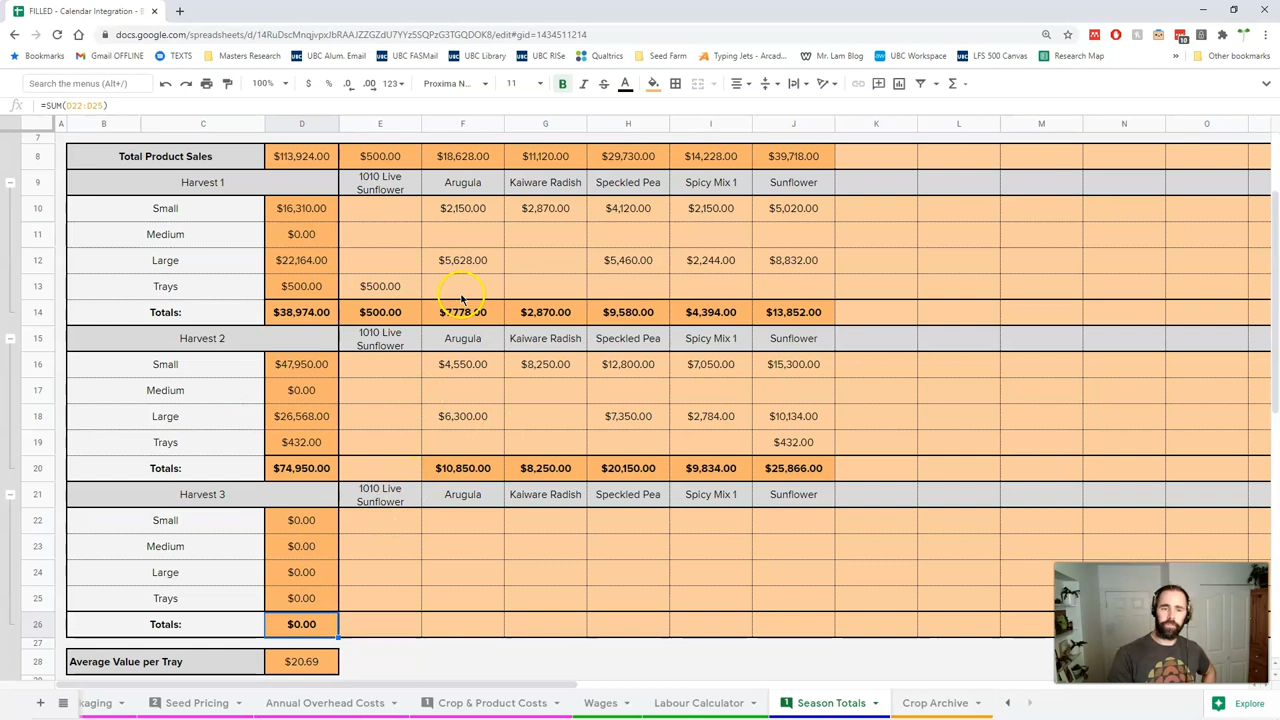 FILLED - Calendar Integration - E
docs.google.com/spreadsheets/d/14RuDscMnqjvpxJbRAAJZZGZdU7YYz5SQPzG3TGQDOK8/edit#gid=1434511214
Bookmarks Gmail OFFLINE TEXTS Masters Research UBC Alum. Email UBC FASMail UBC Library UBC RISe Qualtrics Seed Farm Typing Jets - Arcad... Mr. Lam Blog UBC Workspace LFS 500 Calendar Research Map Other bookmarks
Search the menus (Alt+/) 100% $ % .0 .00 123 Proxima N... 11 B I S A
fx =SUM(D22:D25)
A B C D E F G H I J K L M N O
7
8 Total Product Sales $113,924.00 $500.00 $18,628.00 $11,120.00 $29,730.00 $14,228.00 $39,718.00
9 Harvest 1 1010 Live Sunflower Arugula Kaiware Radish Speckled Pea Spicy Mix 1 Sunflower
10 Small $16,310.00 $2,150.00 $2,870.00 $4,120.00 $2,150.00 $5,020.00
11 Medium $0.00
12 Large $22,164.00 $5,628.00 $5,460.00 $2,244.00 $8,832.00
13 Trays $500.00 $500.00
14 Totals: $38,974.00 $500.00 $7,778.00 $2,870.00 $9,580.00 $4,394.00 $13,852.00
15 Harvest 2 1010 Live Sunflower Arugula Kaiware Radish Speckled Pea Spicy Mix 1 Sunflower
16 Small $47,950.00 $4,550.00 $8,250.00 $12,800.00 $7,050.00 $15,300.00
17 Medium $0.00
18 Large $26,568.00 $6,300.00 $7,350.00 $2,784.00 $10,134.00
19 Trays $432.00 $432.00
20 Totals: $74,950.00 $10,850.00 $8,250.00 $20,150.00 $9,834.00 $25,866.00
21 Harvest 3 1010 Live Sunflower Arugula Kaiware Radish Speckled Pea Spicy Mix 1 Sunflower
22 Small $0.00
23 Medium $0.00
24 Large $0.00
25 Trays $0.00
26 Totals: $0.00
27
28 Average Value per Tray $20.69
kaging 2 Seed Pricing Annual Overhead Costs 1 Crop & Product Costs Wages Labour Calculator 1 Season Totals Crop Archive Explore